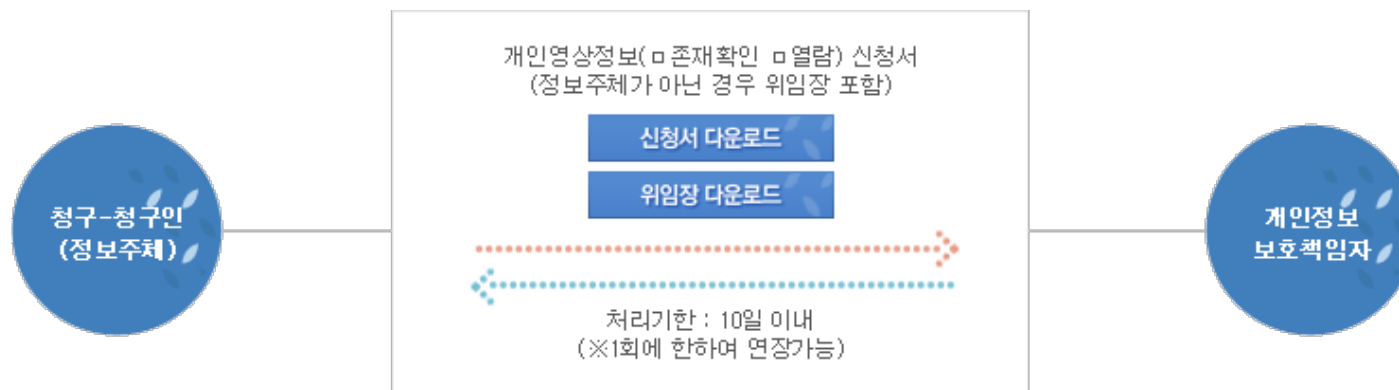 개인영상정보(□존재확인 □열람) 신청서
(정보주체가 아닌 경우 위임장 포함)
신청서 다운로드
위임장 다운로드
청구-청구인
(정보주체)
개인정보
보호책임자
처리기한 : 10일 이내
(※1회에 한하여 연장가능)